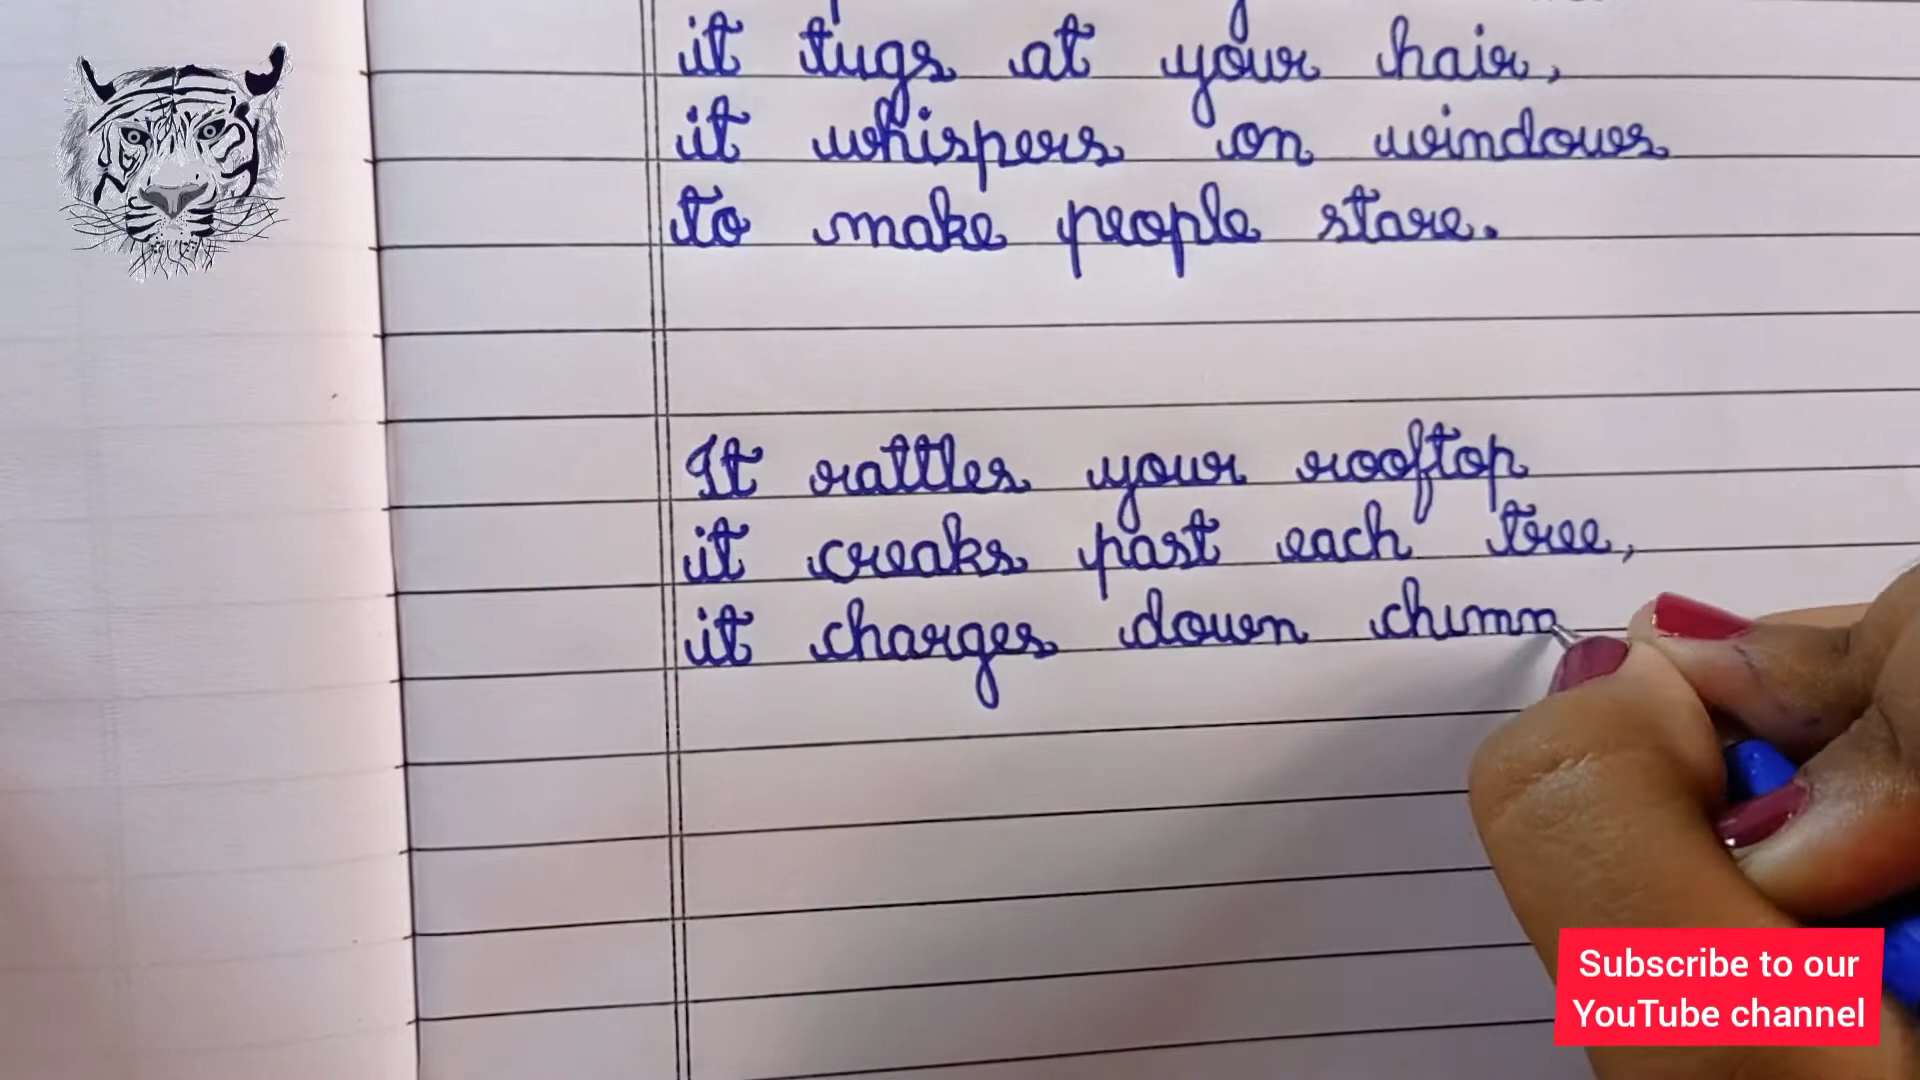 it tugs at your hair,
it whispers on windows
to make people stare.
It rattles your rooftop
it creaks past each tree,
it charges down chimn
Subscribe to our
YouTube channel